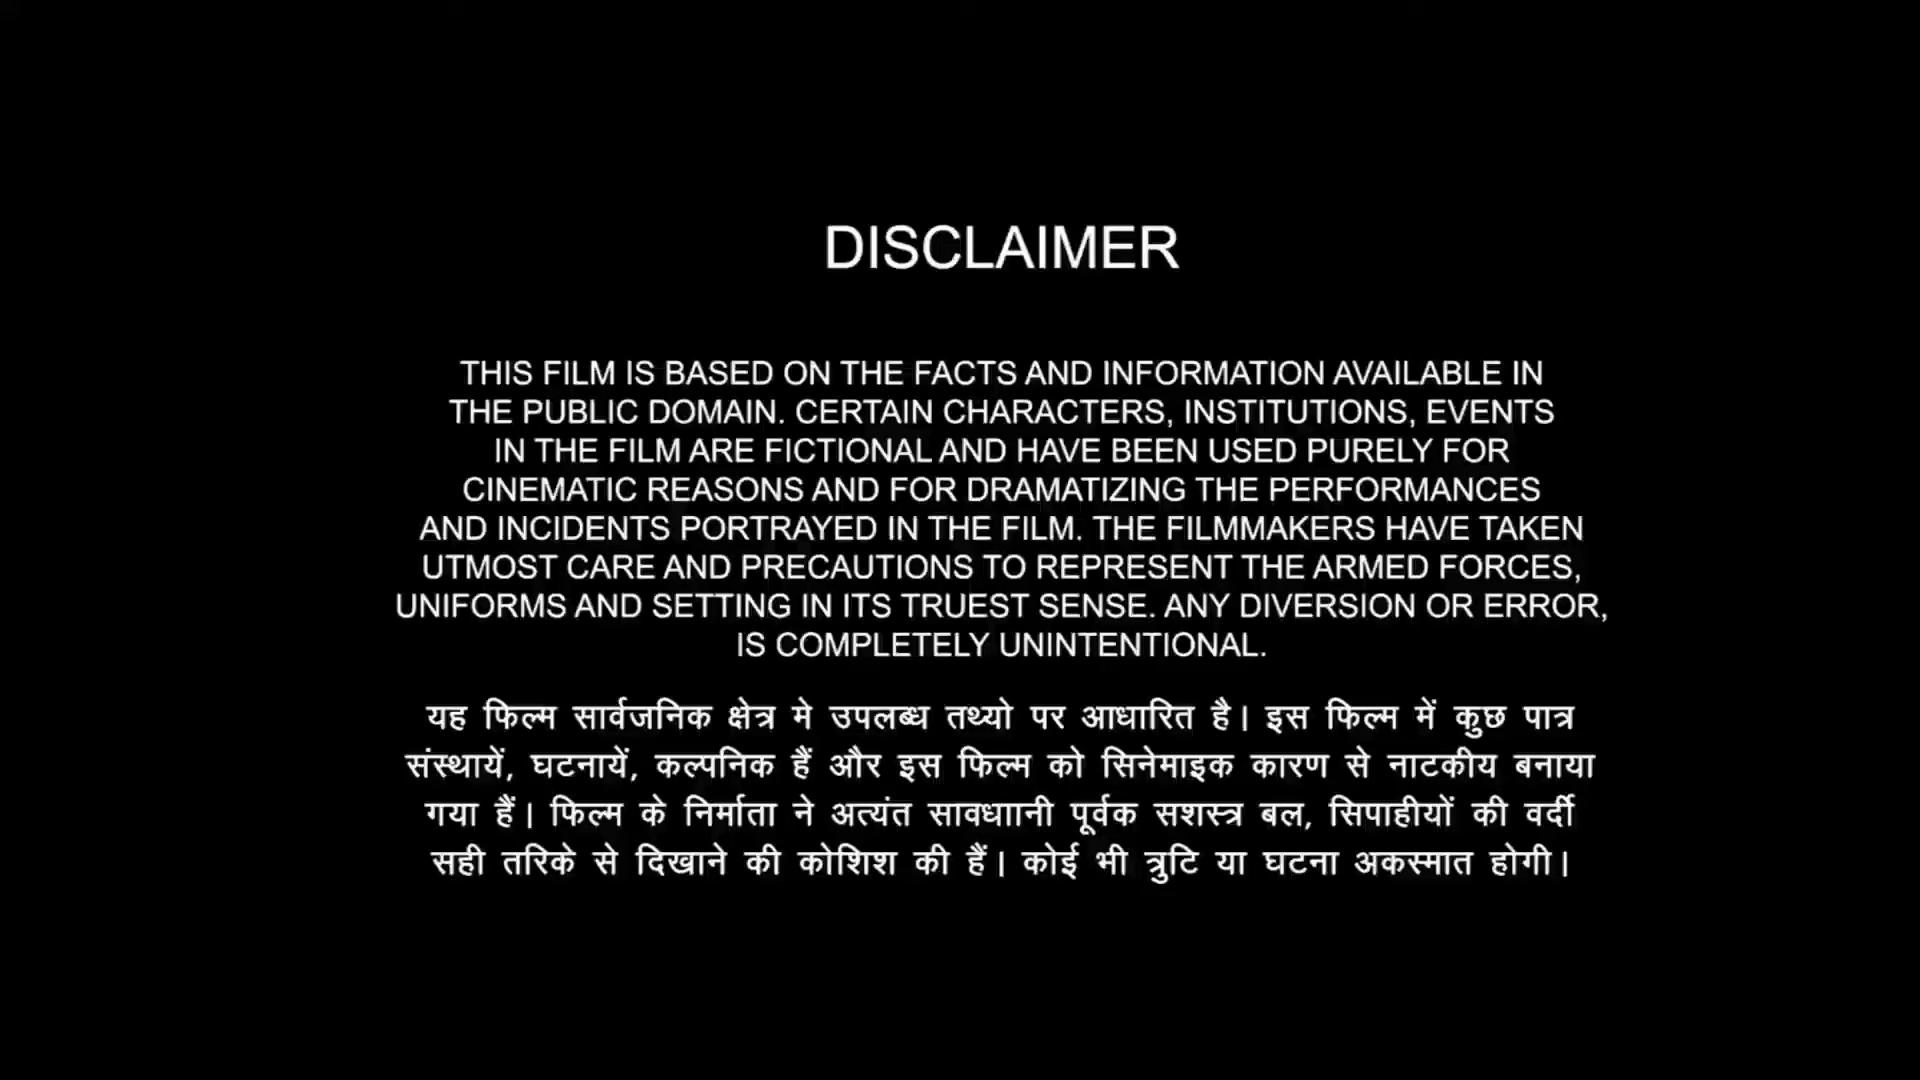 DISCLAIMER
THIS FILM IS BASED ON THE FACTS AND INFORMATION AVAILABLE IN
THE PUBLIC DOMAIN. CERTAIN CHARACTERS, INSTITUTIONS, EVENTS
IN THE FILM ARE FICTIONAL AND HAVE BEEN USED PURELY FOR
CINEMATIC REASONS AND FOR DRAMATIZING THE PERFORMANCES
AND INCIDENTS PORTRAYED IN THE FILM. THE FILMMAKERS HAVE TAKEN
UTMOST CARE AND PRECAUTIONS TO REPRESENT THE ARMED FORCES,
UNIFORMS AND SETTING IN ITS TRUEST SENSE. ANY DIVERSION OR ERROR,
IS COMPLETELY UNINTENTIONAL.
यह फिल्म सार्वजनिक क्षेत्र मे उपलब्ध तथ्यो पर आधारित है। इस फिल्म में कुछ पात्र
संस्थायें, घटनायें, कल्पनिक हैं और इस फिल्म को सिनेमाइक कारण से नाटकीय बनाया
गया हैं। फिल्म के निर्माता ने अत्यंत सावधाानी पूर्वक सशस्त्र बल, सिपाहीयों की वर्दी
सही तरिके से दिखाने की कोशिश की हैं। कोई भी त्रुटि या घटना अकस्मात होगी।